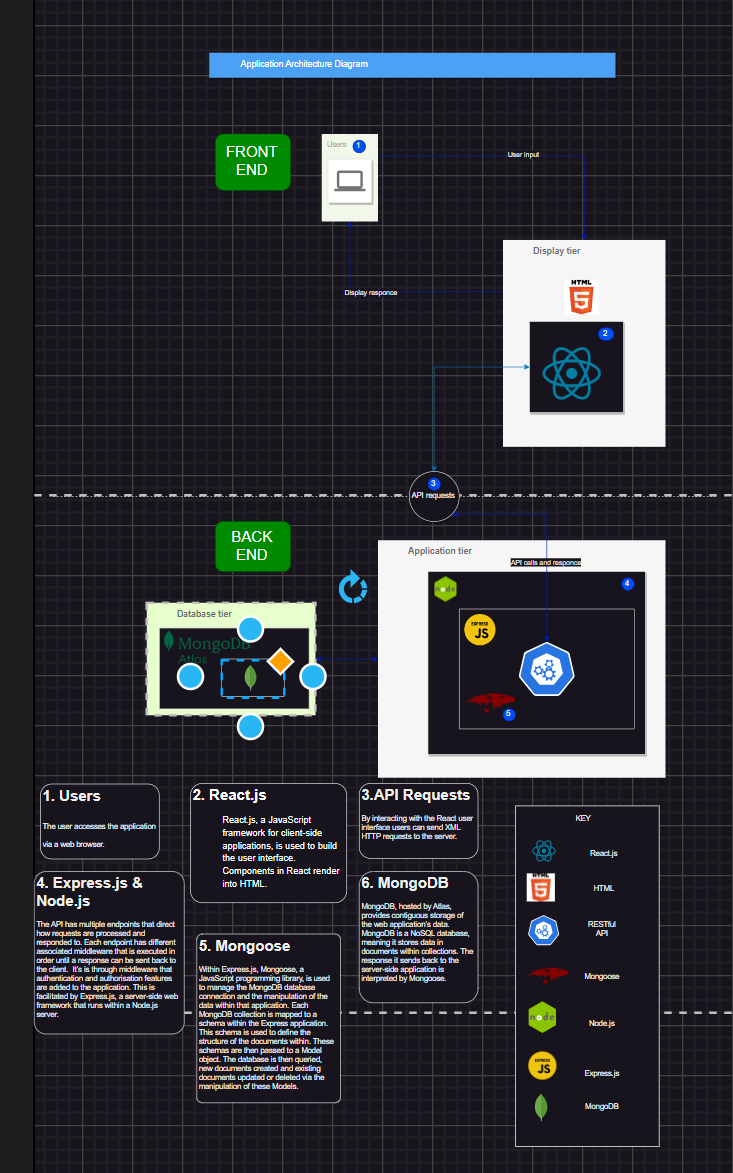 Application Architecture Diagram
FRONT
END
Users
1
User input
Display tier
HTML
5
Display responce
2
3
API requests
BACK
END
Application tier
API calls and responce
node
4
Database tier
EXPRESS
JS
MongoDB
Atlas
5
1. Users
The user accesses the application
via a web browser.
2. React.js
React.js, a JavaScript
framework for client-side
applications, is used to build
the user interface.
Components in React render
into HTML.
3.API Requests
By interacting with the React user
interface users can send XML
HTTP requests to the server.
4. Express.js &
Node.js
The API has multiple endpoints that direct
how requests are processed and
responded to. Each endpoint has different
associated middleware that is executed in
order until a response can be sent back to
the client. It's is through middleware that
authentication and authorisation features
are added to the application. This is
facilitated by Express.js, a server-side web
framework that runs within a Node.js
server.
5. Mongoose
Within Express.js, Mongoose, a
JavaScript programming library, is used
to manage the MongoDB database
connection and the manipulation of the
data within that application. Each
MongoDB collection is mapped to a
schema within the Express application.
This schema is used to define the
structure of the documents within. These
schemas are then passed to a Model
object. The database is then queried,
new documents created and existing
documents updated or deleted via the
manipulation of these Models.
6. MongoDB
MongoDB, hosted by Atlas,
provides contiguous storage of
the web application's data.
MongoDB is a NoSQL database,
meaning it stores data in
documents within collections. The
response it sends back to the
server-side application is
interpreted by Mongoose.
KEY
React.js
HTML
5
HTML
RESTful
API
Mongoose
node
Node.js
EXPRESS
JS
Express.js
MongoDB